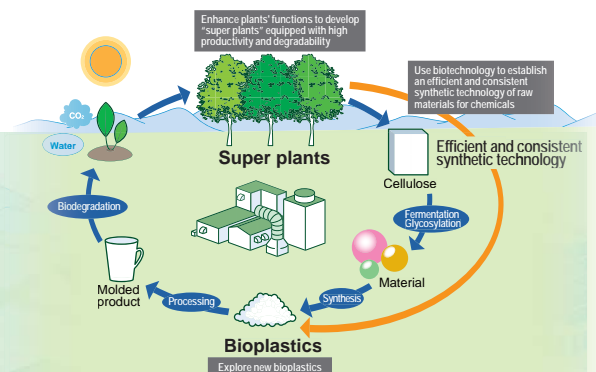 Enhance plants' functions to develop
"super plants" equipped with high
productivity and degradability
Use biotechnology to establish
an efficient and consistent
synthetic technology of raw
materials for chemicals
CO₂
Water
Super plants
Efficient and consistent
synthetic technology
Cellulose
Biodegradation
Fermentation
Glycosylation
Molded
product
Material
Processing
Synthesis
Bioplastics
Explore new bioplastics